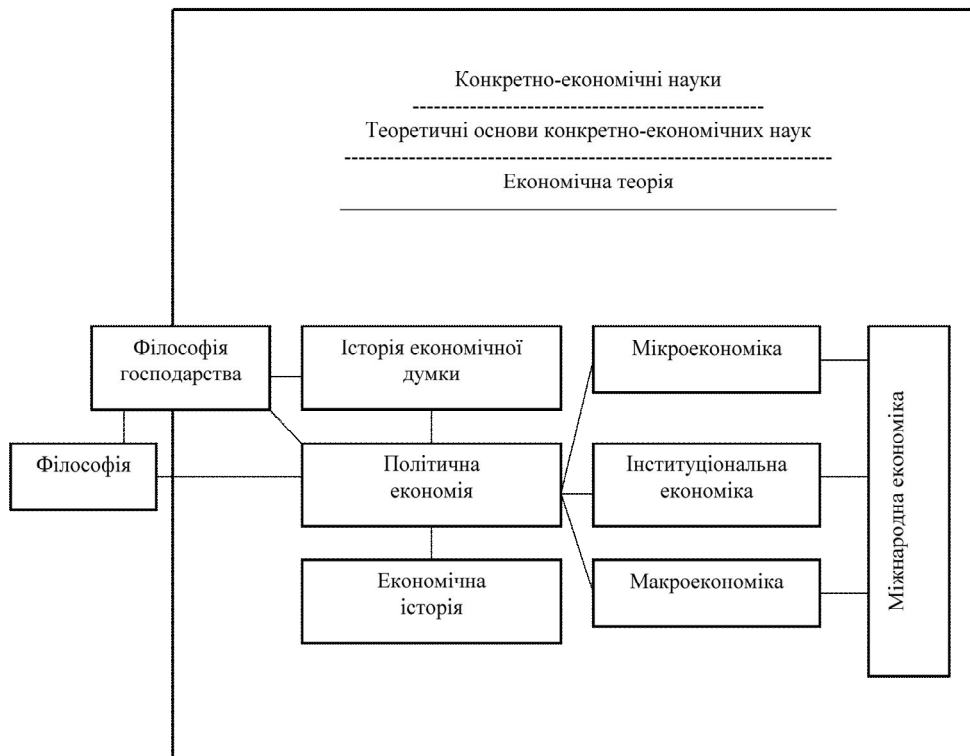 Конкретно-економічні науки
Теоретичні основи конкретно-економічних наук
Економічна теорія
Філософія
господарства
Історія економічної
думки
Мікроекономіка
Філософія
Політична
економія
Інституціональна
економіка
Економічна
історія
Макроекопоміка
Міжнародна економіка